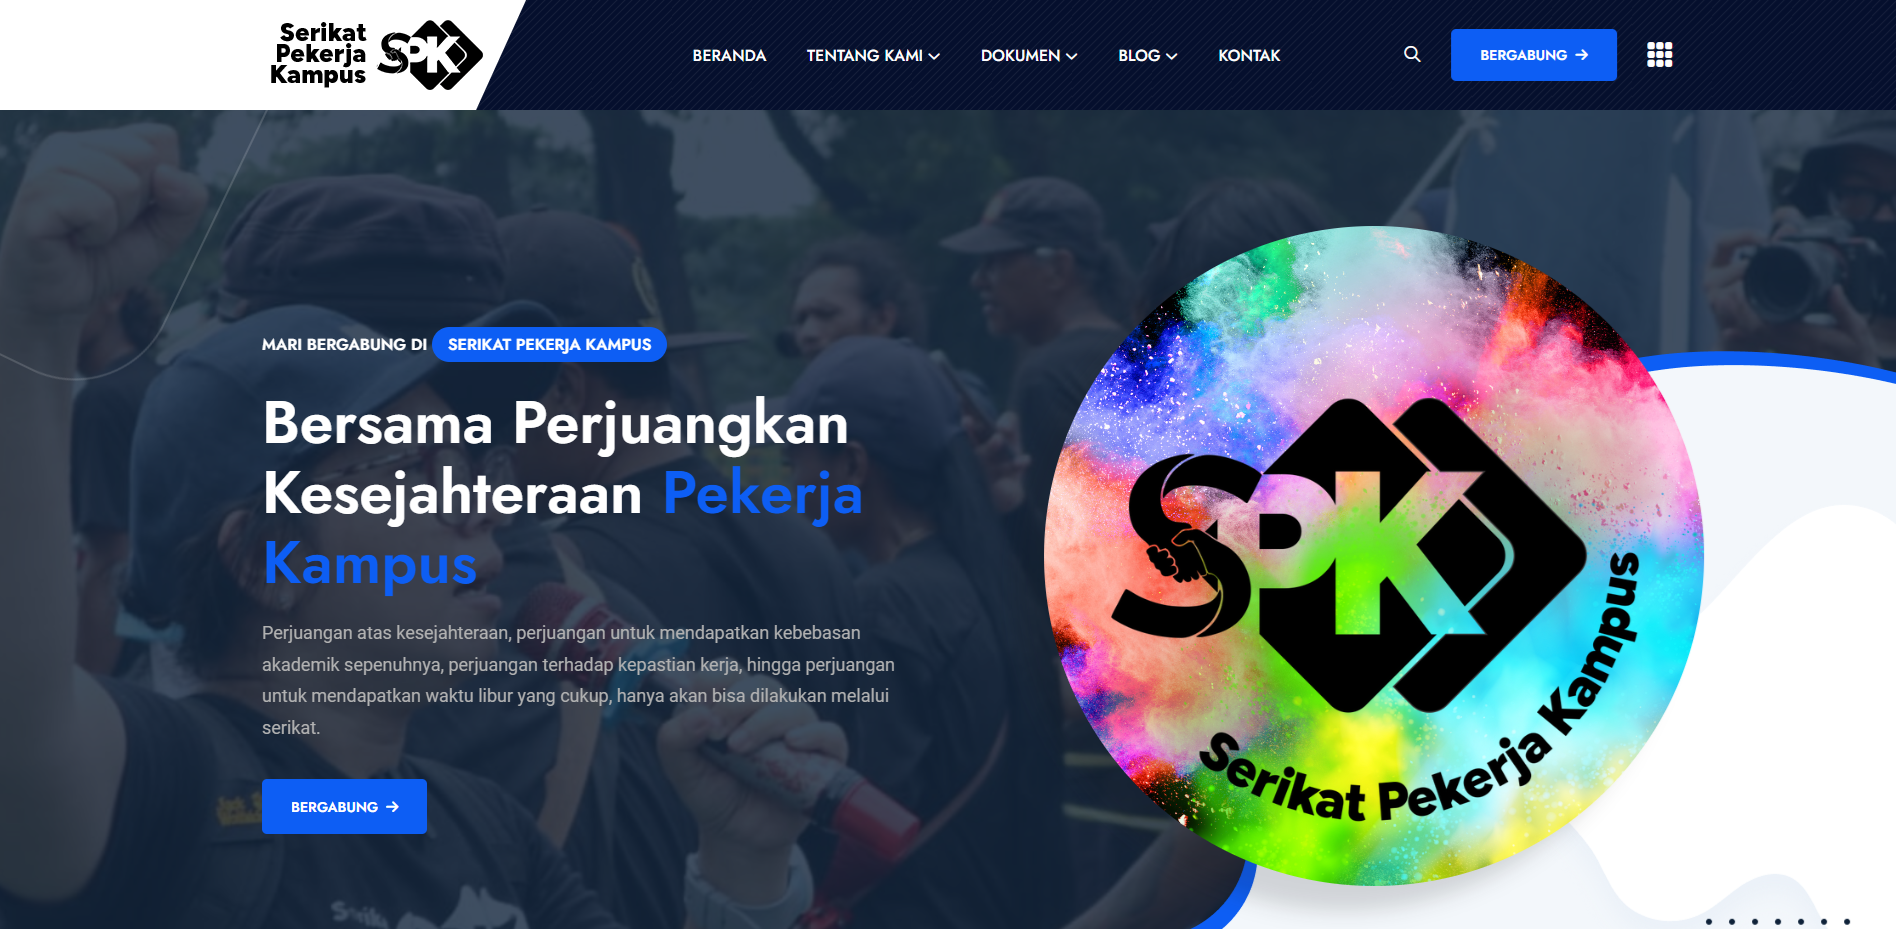 Serikat
Pekerja
Kampus
SPK
BERANDA
TENTANG KAMI
DOKUMEN
BLOG
KONTAK
BERGABUNG
MARI BERGABUNG DI SERIKAT PEKERJA KAMPUS
Bersama Perjuangkan
Kesejahteraan Pekerja
Kampus
Perjuangan atas kesejahteraan, perjuangan untuk mendapatkan kebebasan
akademik sepenuhnya, perjuangan terhadap kepastian kerja, hingga perjuangan
untuk mendapatkan waktu libur yang cukup, hanya akan bisa dilakukan melalui
serikat.
BERGABUNG
SPK
Serikat Pekerja Kampus